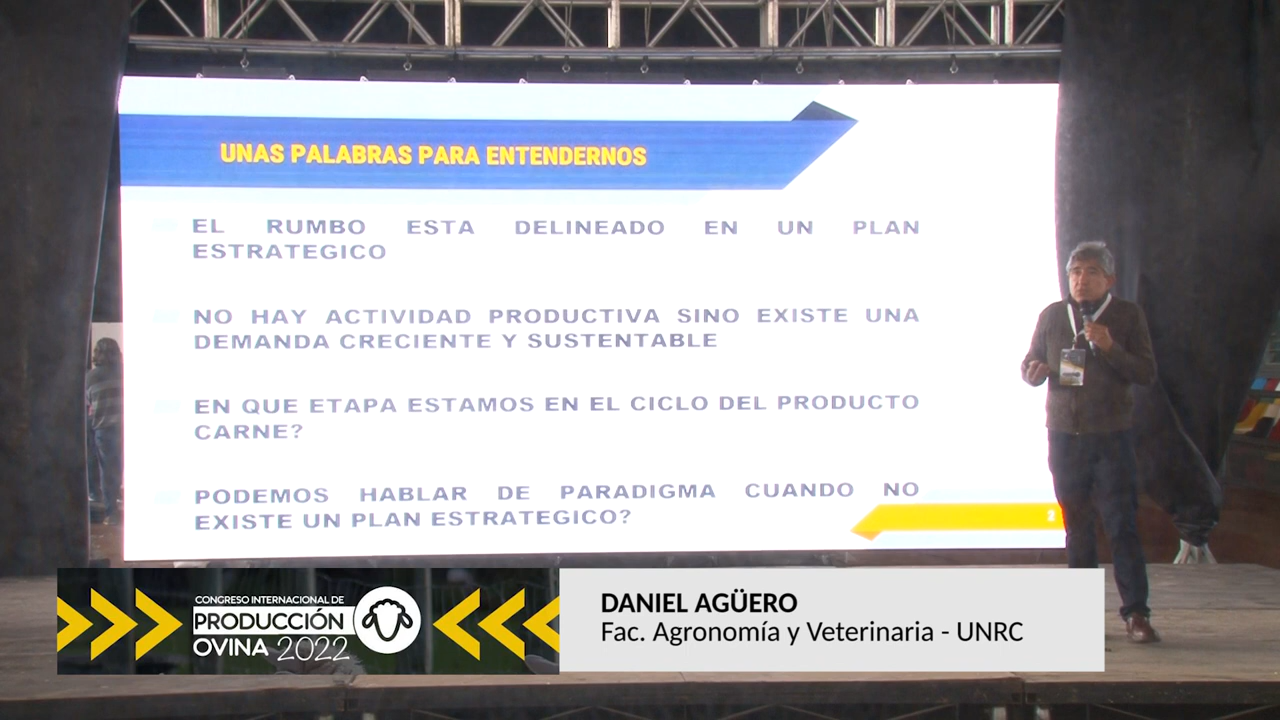 UNAS PALABRAS PARA ENTENDERNOS
EL RUMBO ESTA DELINEADO EN UN PLAN
ESTRATEGICO
NO HAY ACTIVIDAD PRODUCTIVA SINO EXISTE UNA
DEMANDA CRECIENTE Y SUSTENTABLE
EN QUE ETAPA ESTAMOS EN EL CICLO DEL PRODUCTO
CARNE?
PODEMOS HABLAR DE PARADIGMA CUANDO NO
EXISTE UN PLAN ESTRATEGICO?
2
CONGRESO INTERNACIONAL DE
PRODUCCIÓN
OVINA 2022
DANIEL AGÜERO
Fac. Agronomía y Veterinaria - UNRC